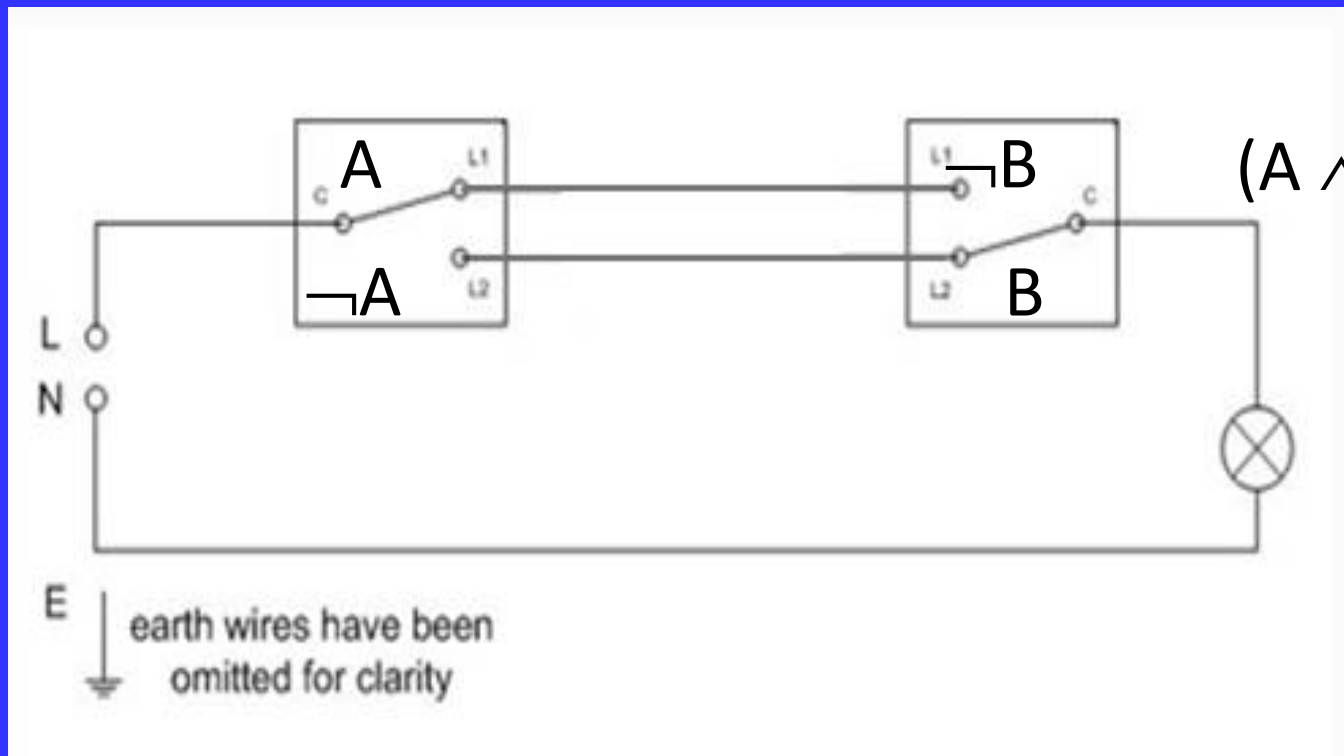 A
L1
C
¬A
L2
L1
¬B
C
L2
B
(A ∧
L
N
E
earth wires have been
omitted for clarity